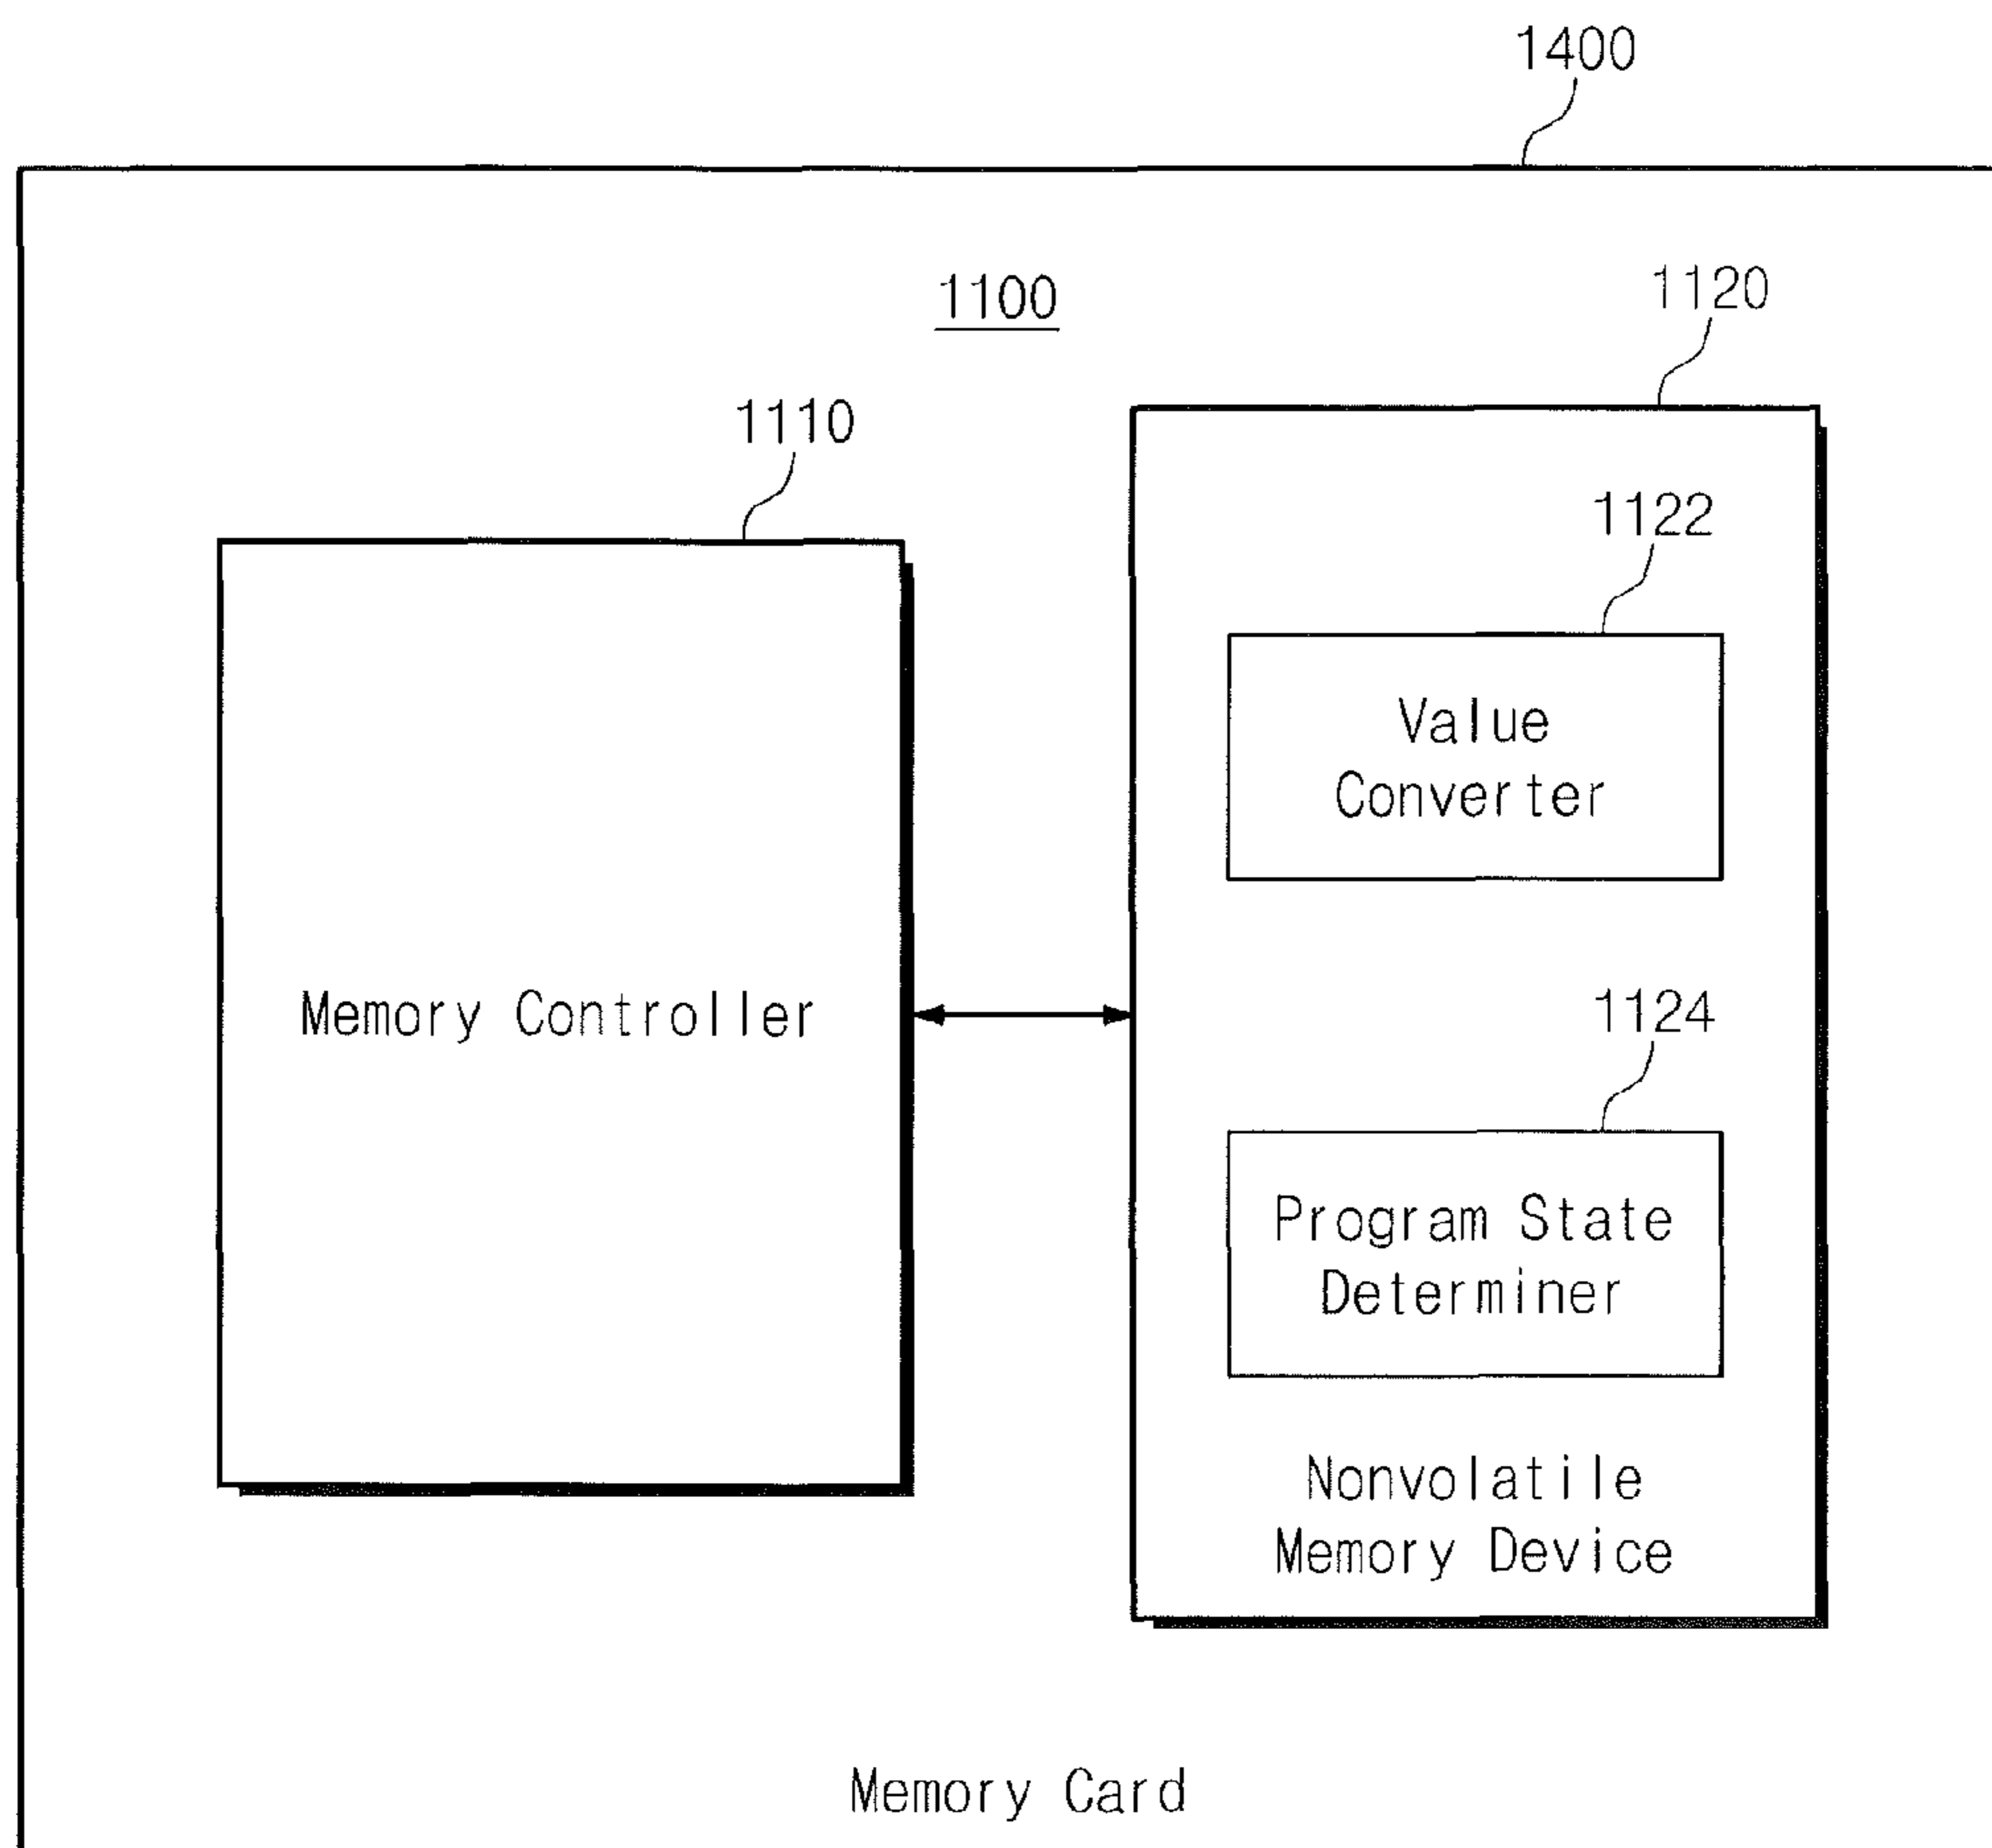 1400
1100
1120
1110
1122
Value
Converter
Memory Controller
1124
Program State
Determiner
Nonvolatile
Memory Device
Memory Card